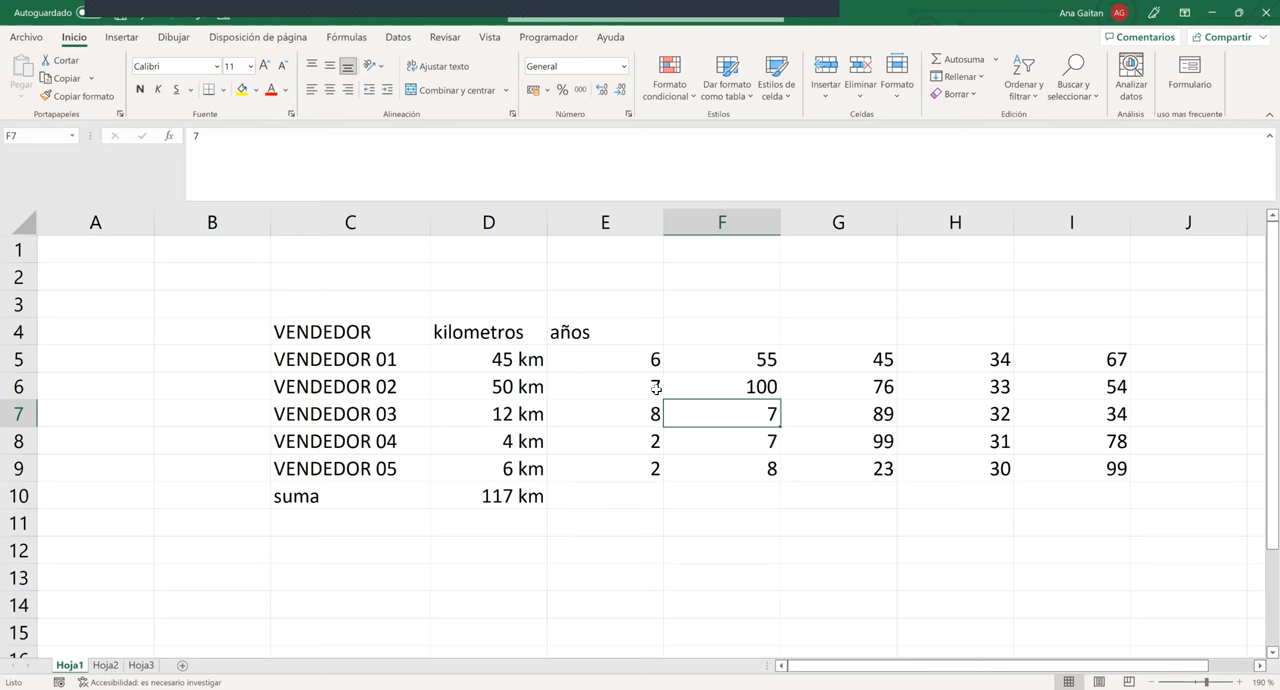 Autoguardado
Ana Gaitan AG
Archivo Inicio Insertar Dibujar Disposición de página Fórmulas Datos Revisar Vista Programador Ayuda Comentarios Compartir
Pegar
Cortar
Copiar
Copiar formato
Portapapeles
Calibri 11
N K S
Fuente
Ajustar texto
Combinar y centrar
Alineación
General
% 000
Número
Formato condicional
Dar formato como tabla
Estilos de celda
Estilos
Insertar
Eliminar
Formato
Celdas
Autosuma
Rellenar
Borrar
Ordenar y filtrar
Buscar y seleccionar
Edición
Analizar datos
Análisis
Formulario
uso mas frecuente
F7 fx 7
A B C D E F G H I J
1
2
3
4 VENDEDOR kilometros años
5 VENDEDOR 01 45 km 6 55 45 34 67
6 VENDEDOR 02 50 km 7 100 76 33 54
7 VENDEDOR 03 12 km 8 7 89 32 34
8 VENDEDOR 04 4 km 2 7 99 31 78
9 VENDEDOR 05 6 km 2 8 23 30 99
10 suma 117 km
11
12
13
14
15
Hoja1 Hoja2 Hoja3
Listo Accesibilidad: es necesario investigar 190 %